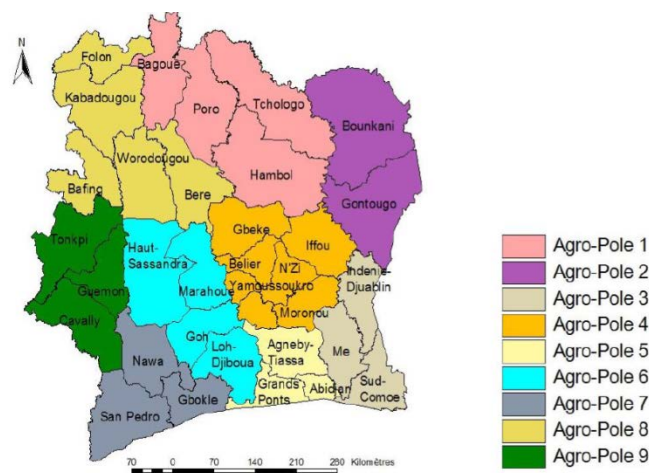 N
Folon
Bagoue
Kabadougou
Poro
Tchologo
Bounkani
Worodougou
Hambol
Bafing
Bere
Gontougo
Gbeke
Iffou
Tonkpi
Haut-
Sassandra
Belier
N'Zi
Indenie-
Djuablin
Guemon
Marahoue
Yamoussoukro
Cavally
Moronou
Goh
Agneby-
Tiassa
Me
Nawa
Loh-
Djiboua
Grands
Ponts
Abidjan
Sud-
Comoe
San Pedro
Gbokle
70 0 70 140 210 280 Kilomètres
Agro-Pole 1
Agro-Pole 2
Agro-Pole 3
Agro-Pole 4
Agro-Pole 5
Agro-Pole 6
Agro-Pole 7
Agro-Pole 8
Agro-Pole 9